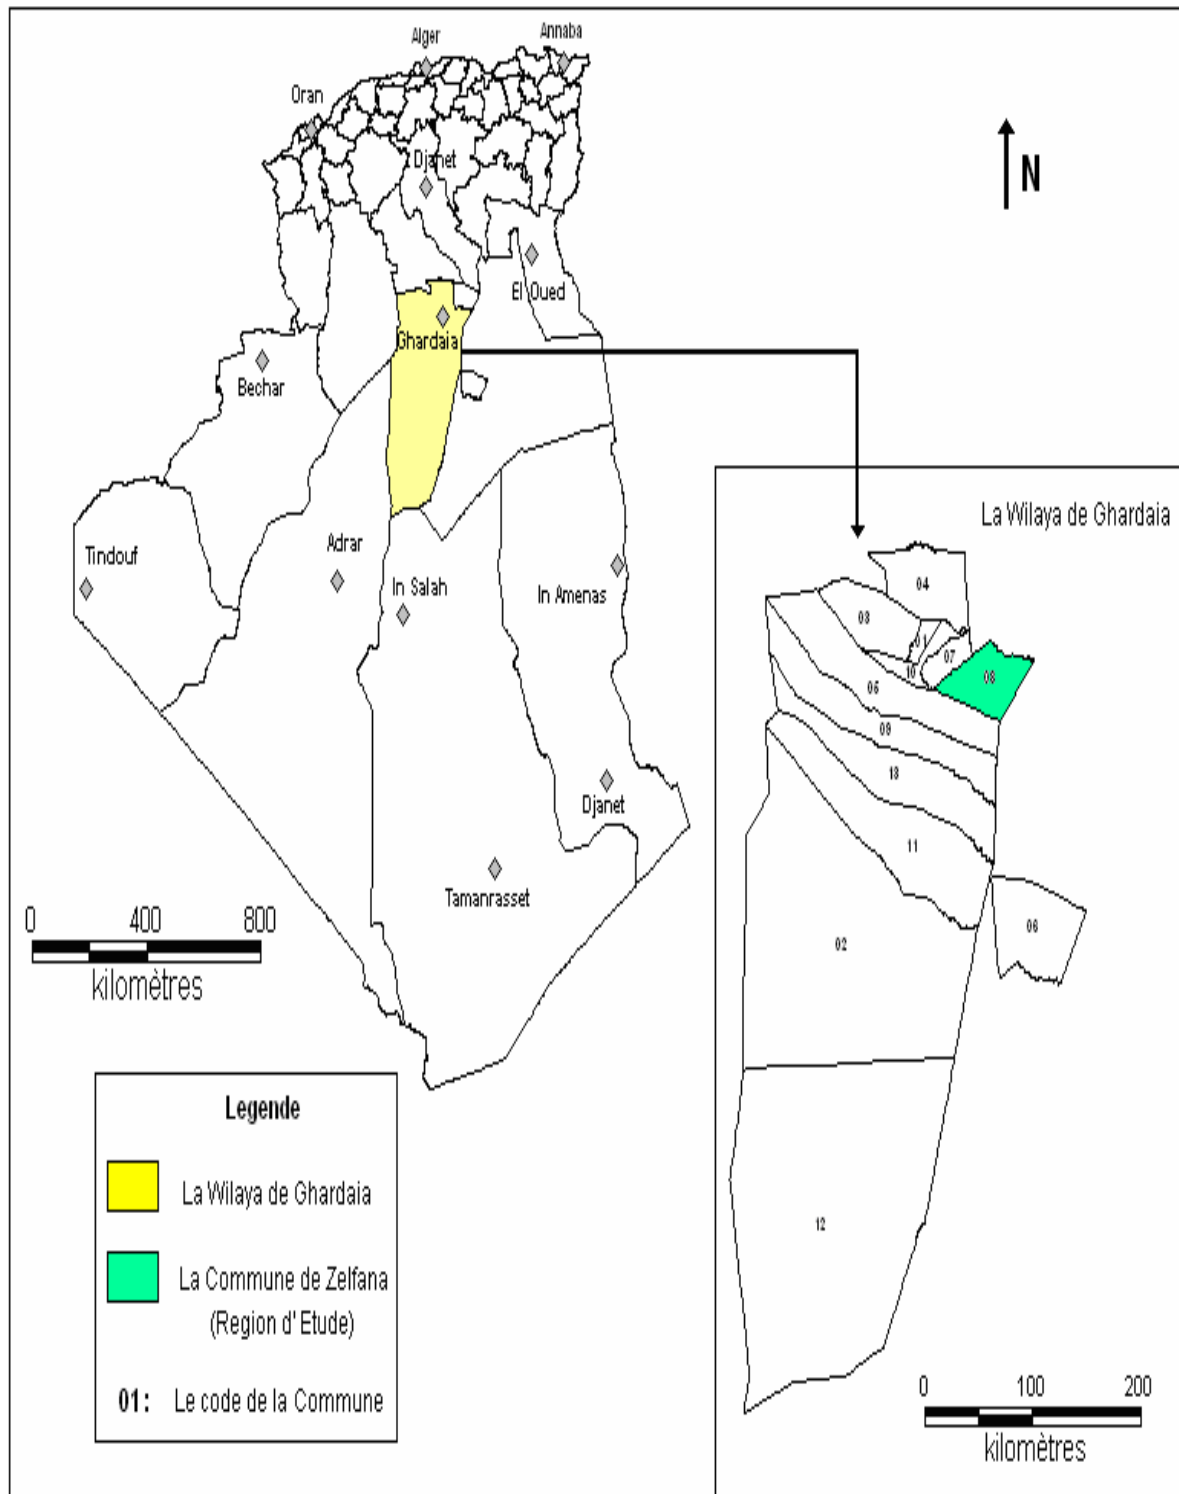 Alger
Annaba
Oran
Djanet
N
El Oued
Ghardaia
Bechar
La Wilaya de Ghardaia
Tindouf
Adrar
In Salah
In Amenas
Djanet
Tamanrasset
0 400 800
kilomètres
04
03
01
07
10
08
05
09
13
11
06
02
12
Legende
La Wilaya de Ghardaia
La Commune de Zelfana
(Region d' Etude)
01: Le code de la Commune
0 100 200
kilomètres